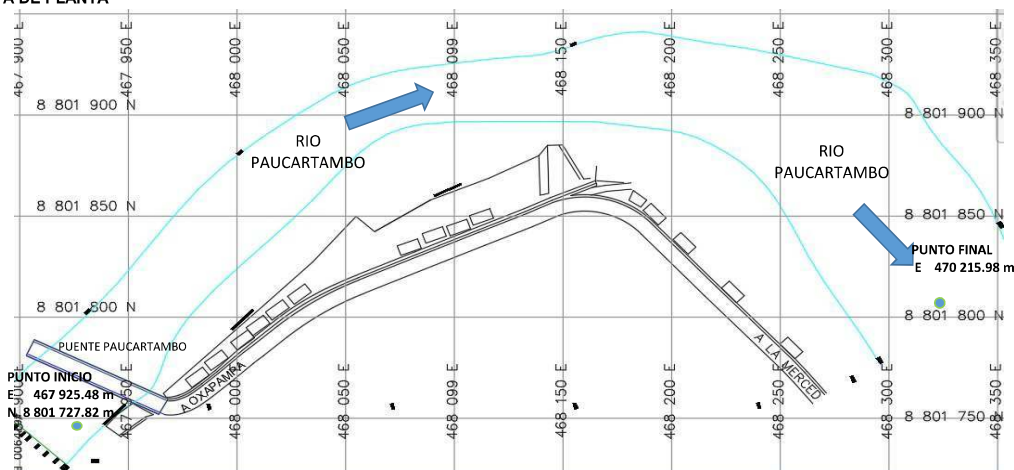 A DE PLANTA
467 900 E
467 950 E
468 000 E
468 050 E
468 099 E
468 150 E
468 200 E
468 250 E
468 300 E
468 350 E
8 801 900 N
8 801 900 N
RIO
PAUCARTAMBO
RIO
PAUCARTAMBO
8 801 850 N
8 801 850 N
PUNTO FINAL
E 470 215.98 m
8 801 800 N
8 801 800 N
PUENTE PAUCARTAMBO
PUNTO INICIO
E 467 925.48 m
N 8 801 727.82 m
A OXAPAMPA
A LA MERCED
8 801 750 N
468 000 E
468 050 E
468 099 E
468 150 E
468 200 E
468 250 E
468 300 E
468 350 E